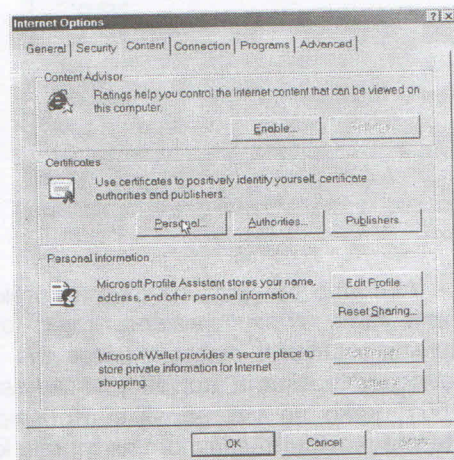 Internet Options
General Security Content Connection Programs Advanced
Content Advisor
Ratings help you control the Internet content that can be viewed on
this computer.
Enable...
Certificates
Use certificates to positively identify yourself, certificate
authorities and publishers.
Personal... Authorities... Publishers...
Personal information
Microsoft Profile Assistant stores your name,
address, and other personal information.
Edit Profile...
Reset Sharing...
Microsoft Wallet provides a secure place to
store private information for Internet
shopping.
OK Cancel